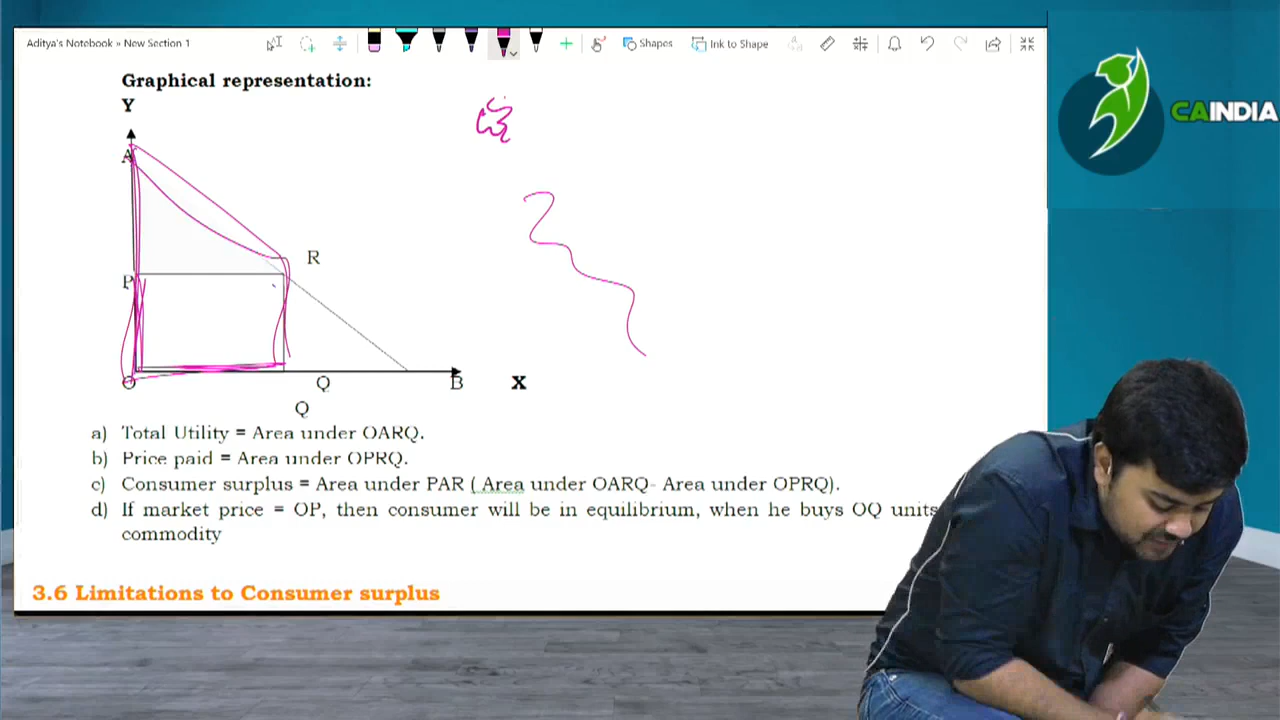 Aditya's Notebook » New Section 1
Shapes
Ink to Shape
CAINDIA
Graphical representation:
Y
A
R
P
O
Q
B
X
Q
a) Total Utility = Area under OARQ.
b) Price paid = Area under OPRQ.
c) Consumer surplus = Area under PAR ( Area under OARQ- Area under OPRQ).
d) If market price = OP, then consumer will be in equilibrium, when he buys OQ units
commodity
3.6 Limitations to Consumer surplus